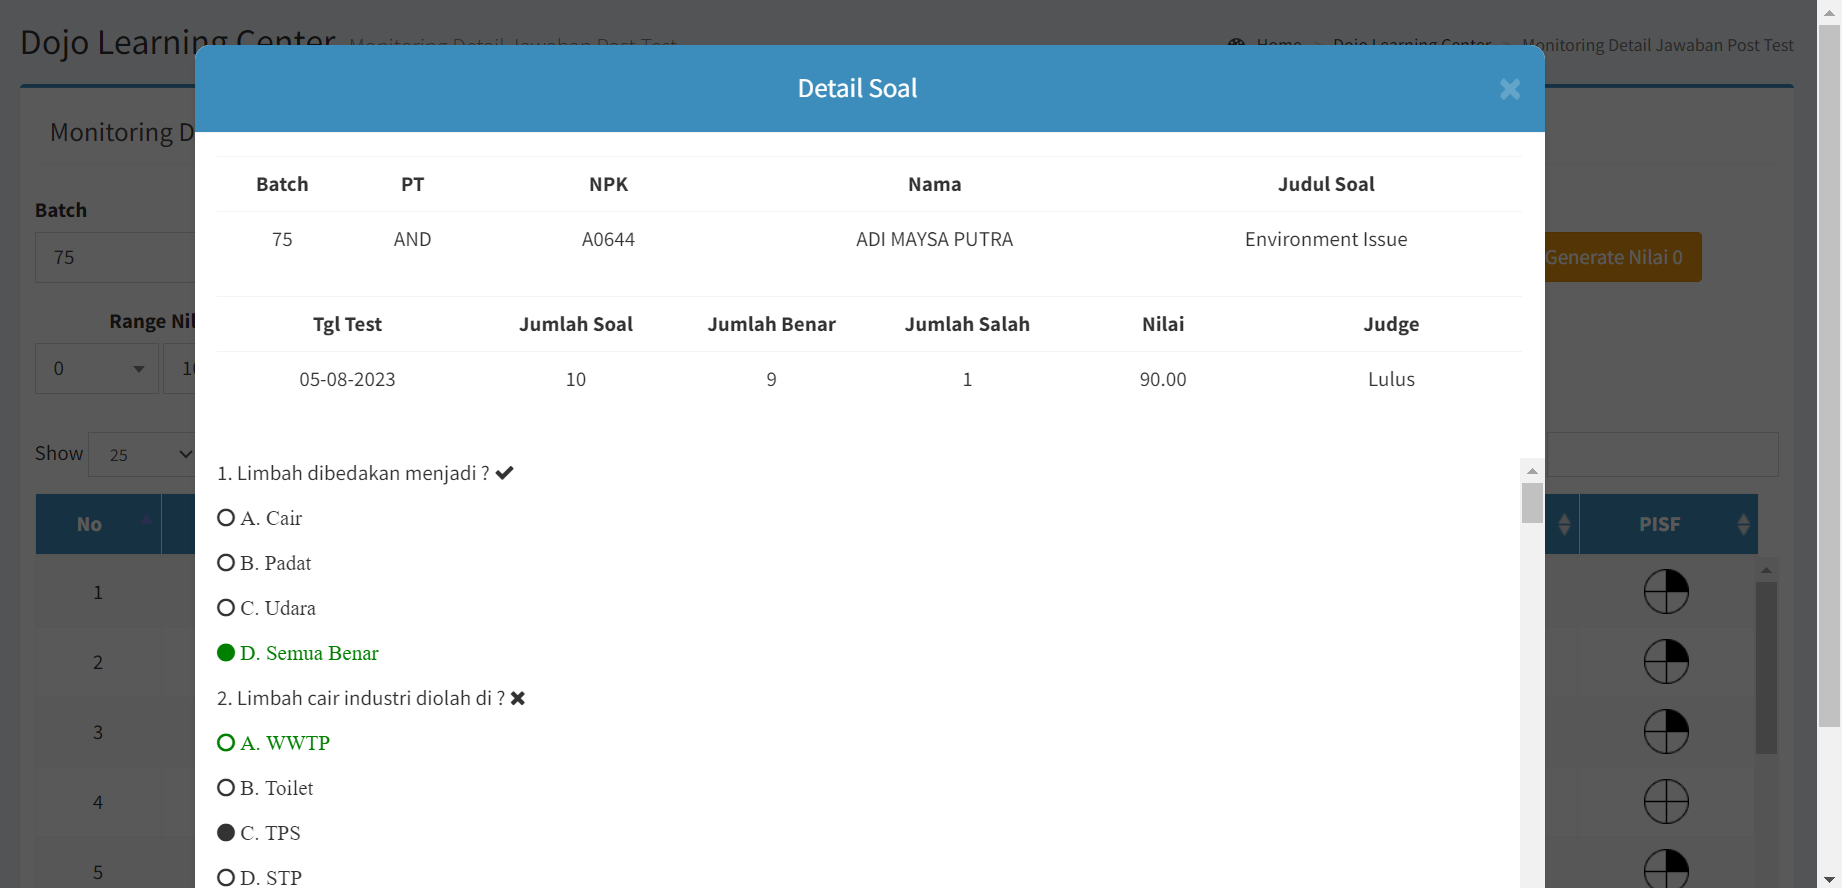 Dojo Learning Center Monitoring Detail Jawaban Post Test
Home > Dojo Learning Center > Monitoring Detail Jawaban Post Test
Detail Soal
Monitoring D
Batch PT NPK Nama Judul Soal
75 AND A0644 ADI MAYSA PUTRA Environment Issue
Batch
75
Generate Nilai 0
Tgl Test Jumlah Soal Jumlah Benar Jumlah Salah Nilai Judge
05-08-2023 10 9 1 90.00 Lulus
Range Nil
0 10
Show 25
1. Limbah dibedakan menjadi ?
A. Cair
B. Padat
C. Udara
D. Semua Benar
2. Limbah cair industri diolah di ?
A. WWTP
B. Toilet
C. TPS
D. STP
No PISF
1
2
3
4
5